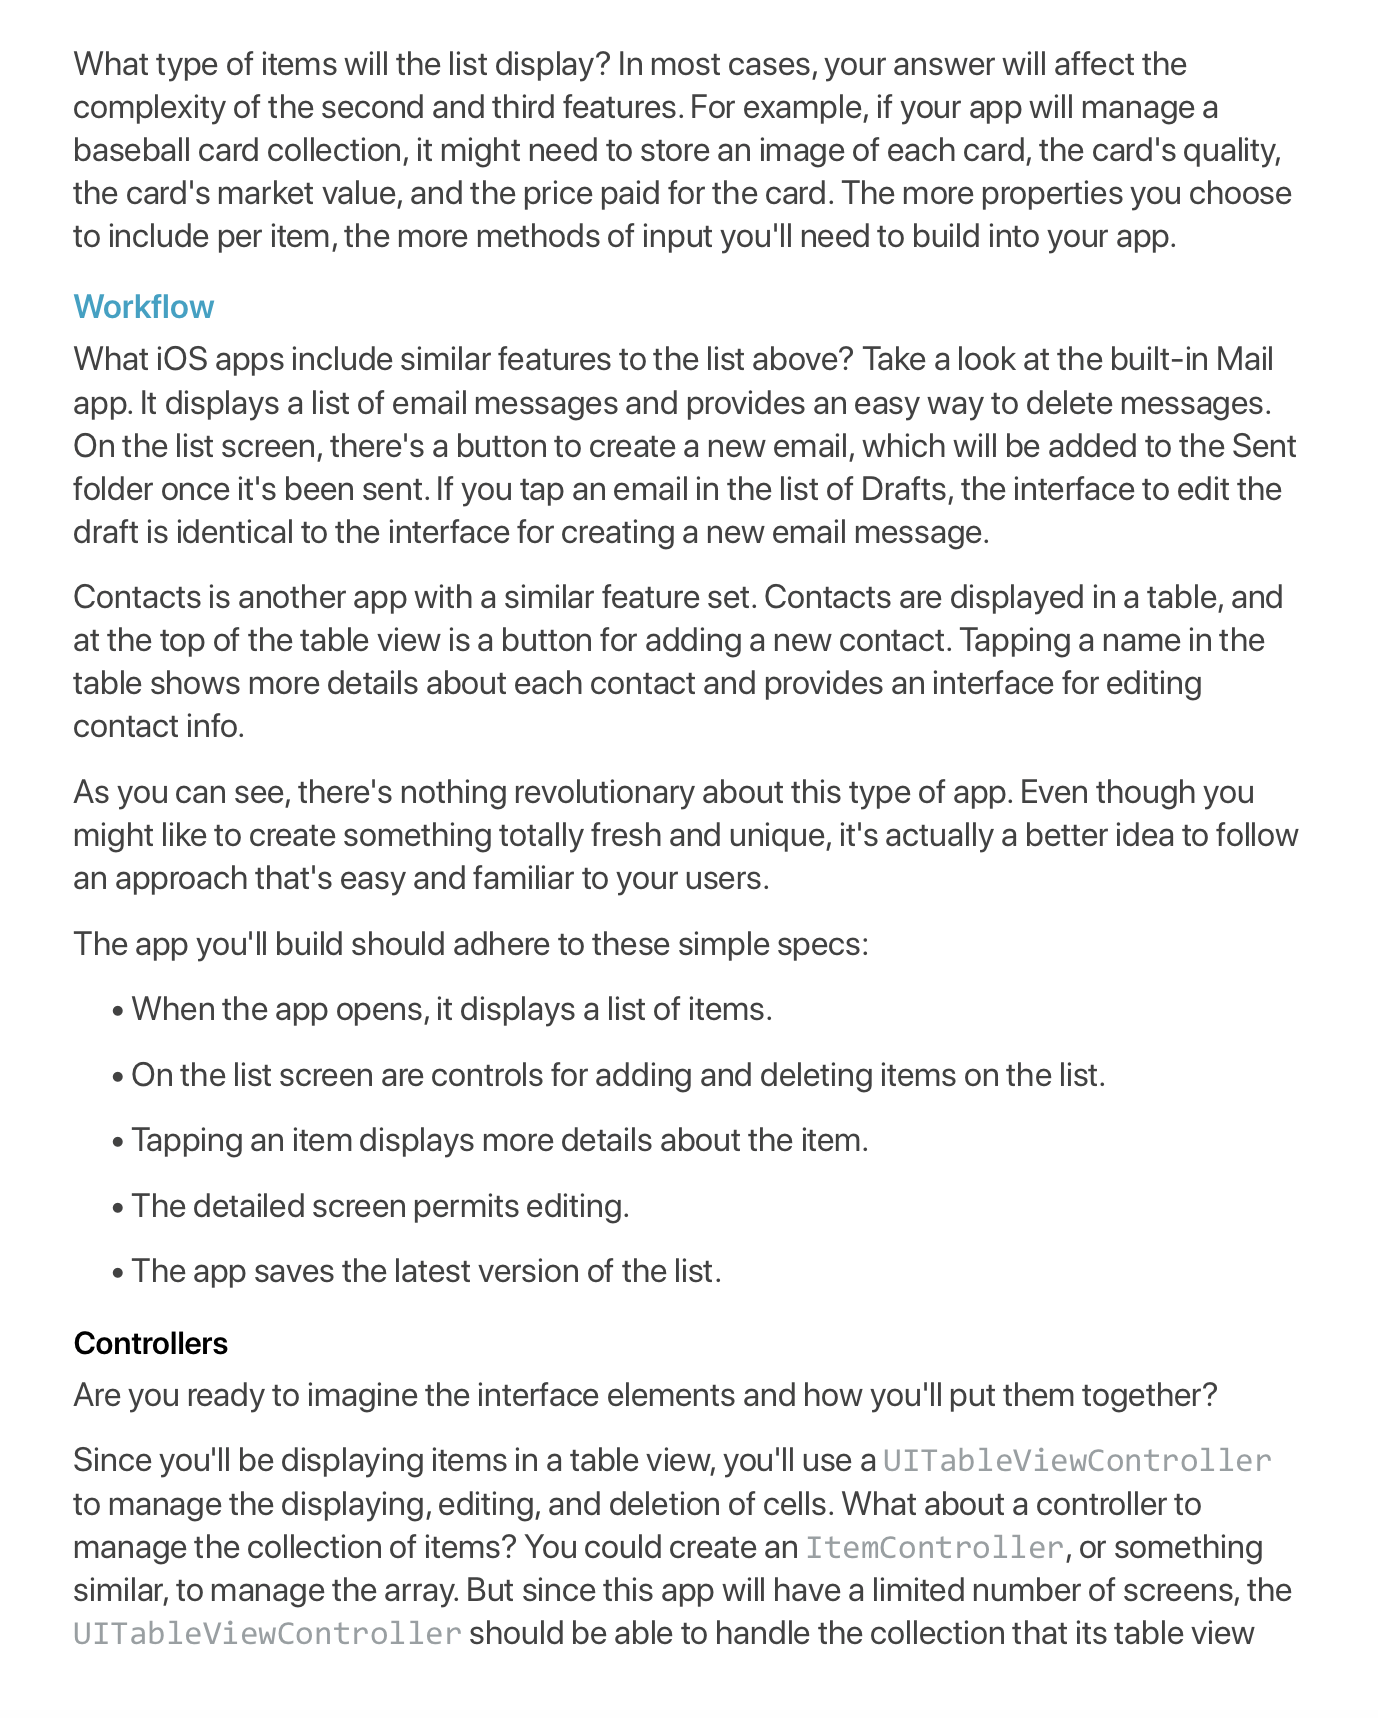 What type of items will the list display? In most cases, your answer will affect the
complexity of the second and third features. For example, if your app will manage a
baseball card collection, it might need to store an image of each card, the card's quality,
the card's market value, and the price paid for the card. The more properties you choose
to include per item, the more methods of input you'll need to build into your app.
Workflow
What iOS apps include similar features to the list above? Take a look at the built-in Mail
app. It displays a list of email messages and provides an easy way to delete messages.
On the list screen, there's a button to create a new email, which will be added to the Sent
folder once it's been sent. If you tap an email in the list of Drafts, the interface to edit the
draft is identical to the interface for creating a new email message.
Contacts is another app with a similar feature set. Contacts are displayed in a table, and
at the top of the table view is a button for adding a new contact. Tapping a name in the
table shows more details about each contact and provides an interface for editing
contact info.
As you can see, there's nothing revolutionary about this type of app. Even though you
might like to create something totally fresh and unique, it's actually a better idea to follow
an approach that's easy and familiar to your users.
The app you'll build should adhere to these simple specs:
• When the app opens, it displays a list of items.
• On the list screen are controls for adding and deleting items on the list.
• Tapping an item displays more details about the item.
• The detailed screen permits editing.
• The app saves the latest version of the list.
Controllers
Are you ready to imagine the interface elements and how you'll put them together?
Since you'll be displaying items in a table view, you'll use a UITableViewController
to manage the displaying, editing, and deletion of cells. What about a controller to
manage the collection of items? You could create an ItemController, or something
similar, to manage the array. But since this app will have a limited number of screens, the
UITableViewController should be able to handle the collection that its table view